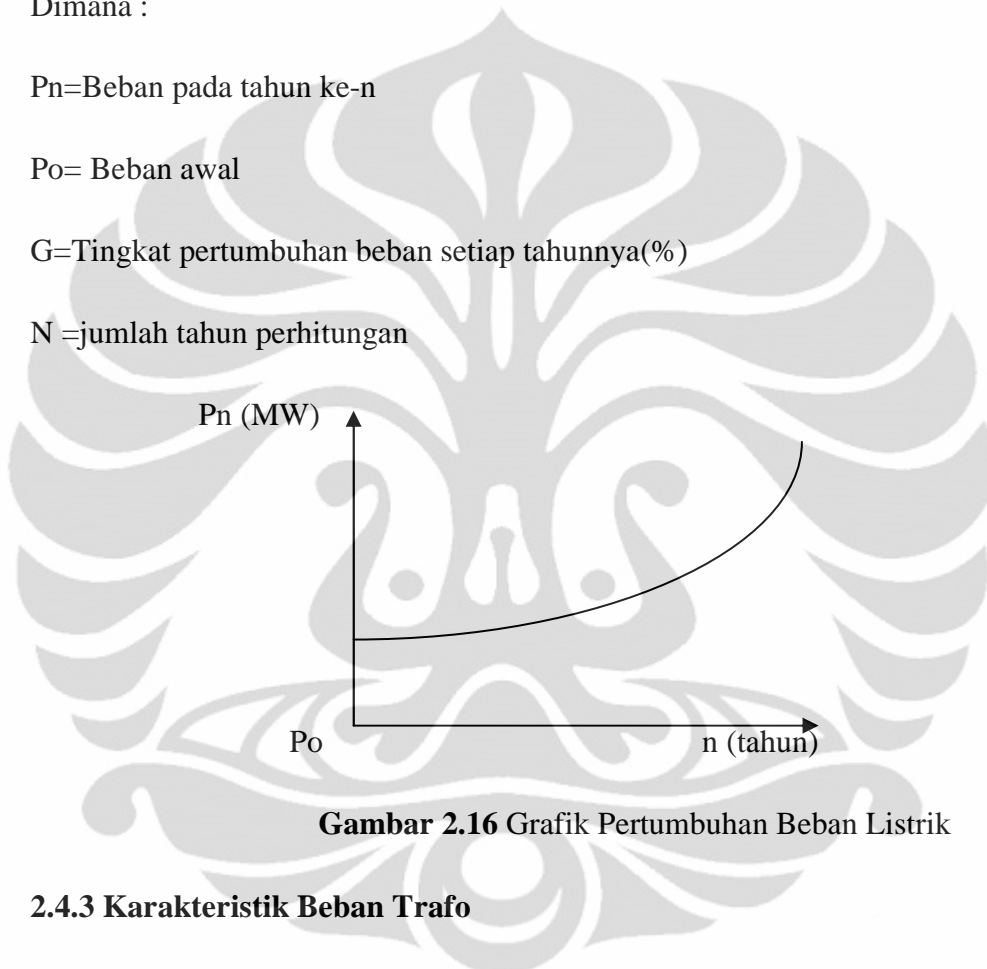 Dimana :
Pn=Beban pada tahun ke-n
Po= Beban awal
G=Tingkat pertumbuhan beban setiap tahunnya(%)
N =jumlah tahun perhitungan
Pn (MW)
Po
n (tahun)
Gambar 2.16 Grafik Pertumbuhan Beban Listrik
2.4.3 Karakteristik Beban Trafo